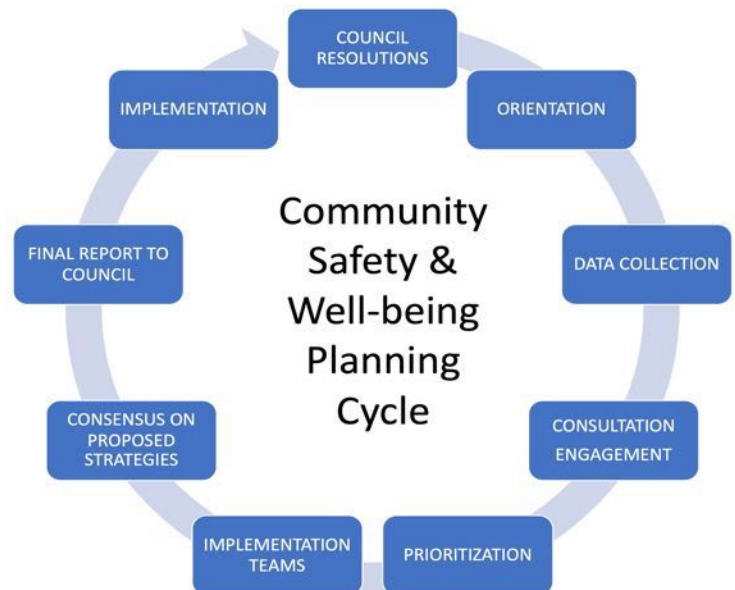 COUNCIL
RESOLUTIONS
ORIENTATION
DATA COLLECTION
CONSULTATION
ENGAGEMENT
PRIORITIZATION
IMPLEMENTATION
TEAMS
CONSENSUS ON
PROPOSED
STRATEGIES
FINAL REPORT TO
COUNCIL
IMPLEMENTATION
Community
Safety &
Well-being
Planning
Cycle